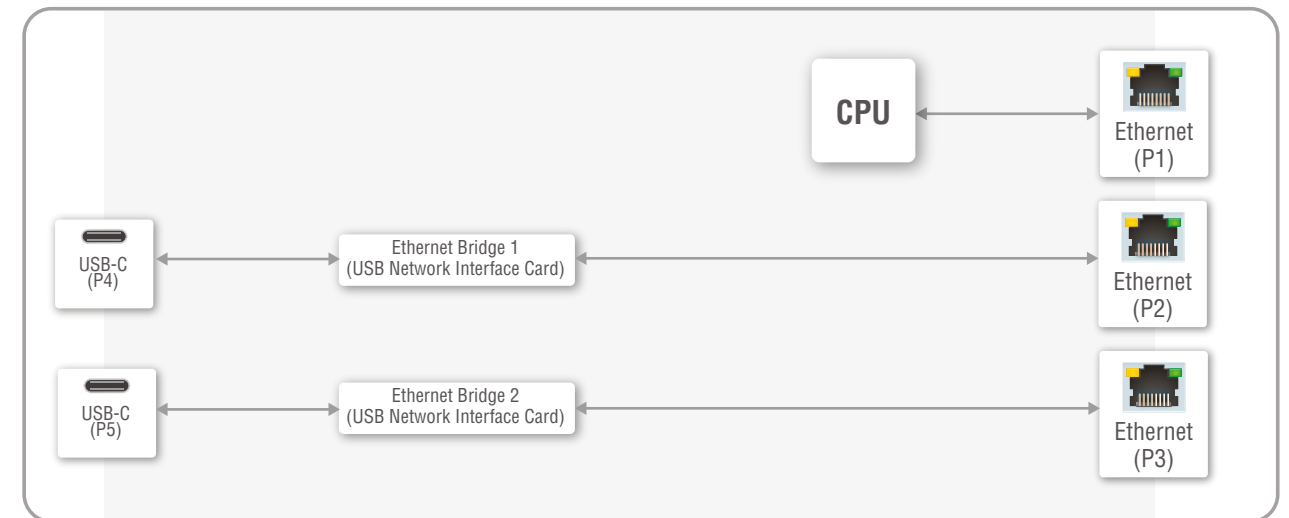 CPU
Ethernet
(P1)
USB-C
(P4)
Ethernet Bridge 1
(USB Network Interface Card)
Ethernet
(P2)
USB-C
(P5)
Ethernet Bridge 2
(USB Network Interface Card)
Ethernet
(P3)